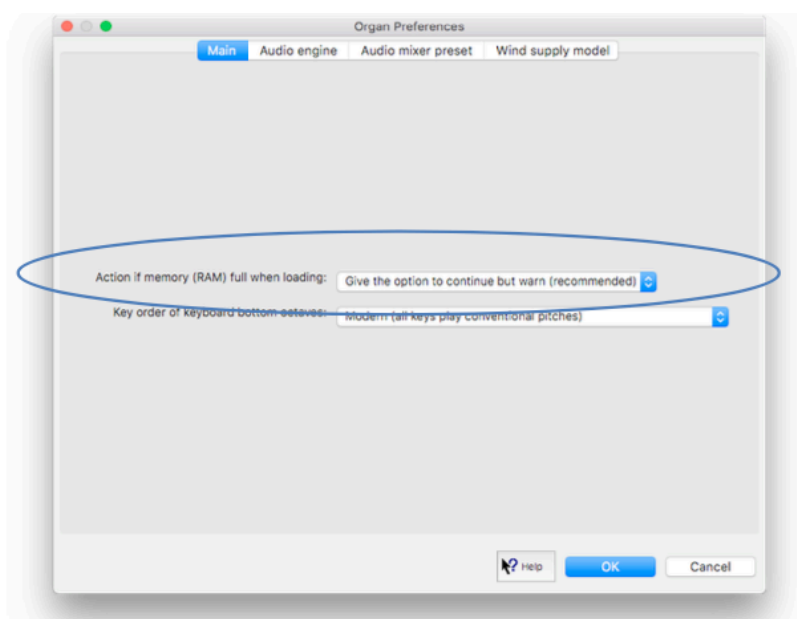 Organ Preferences
Main Audio engine Audio mixer preset Wind supply model
Action if memory (RAM) full when loading: Give the option to continue but warn (recommended)
Key order of keyboard bottom octaves: Modern (all keys play conventional pitches)
Help OK Cancel